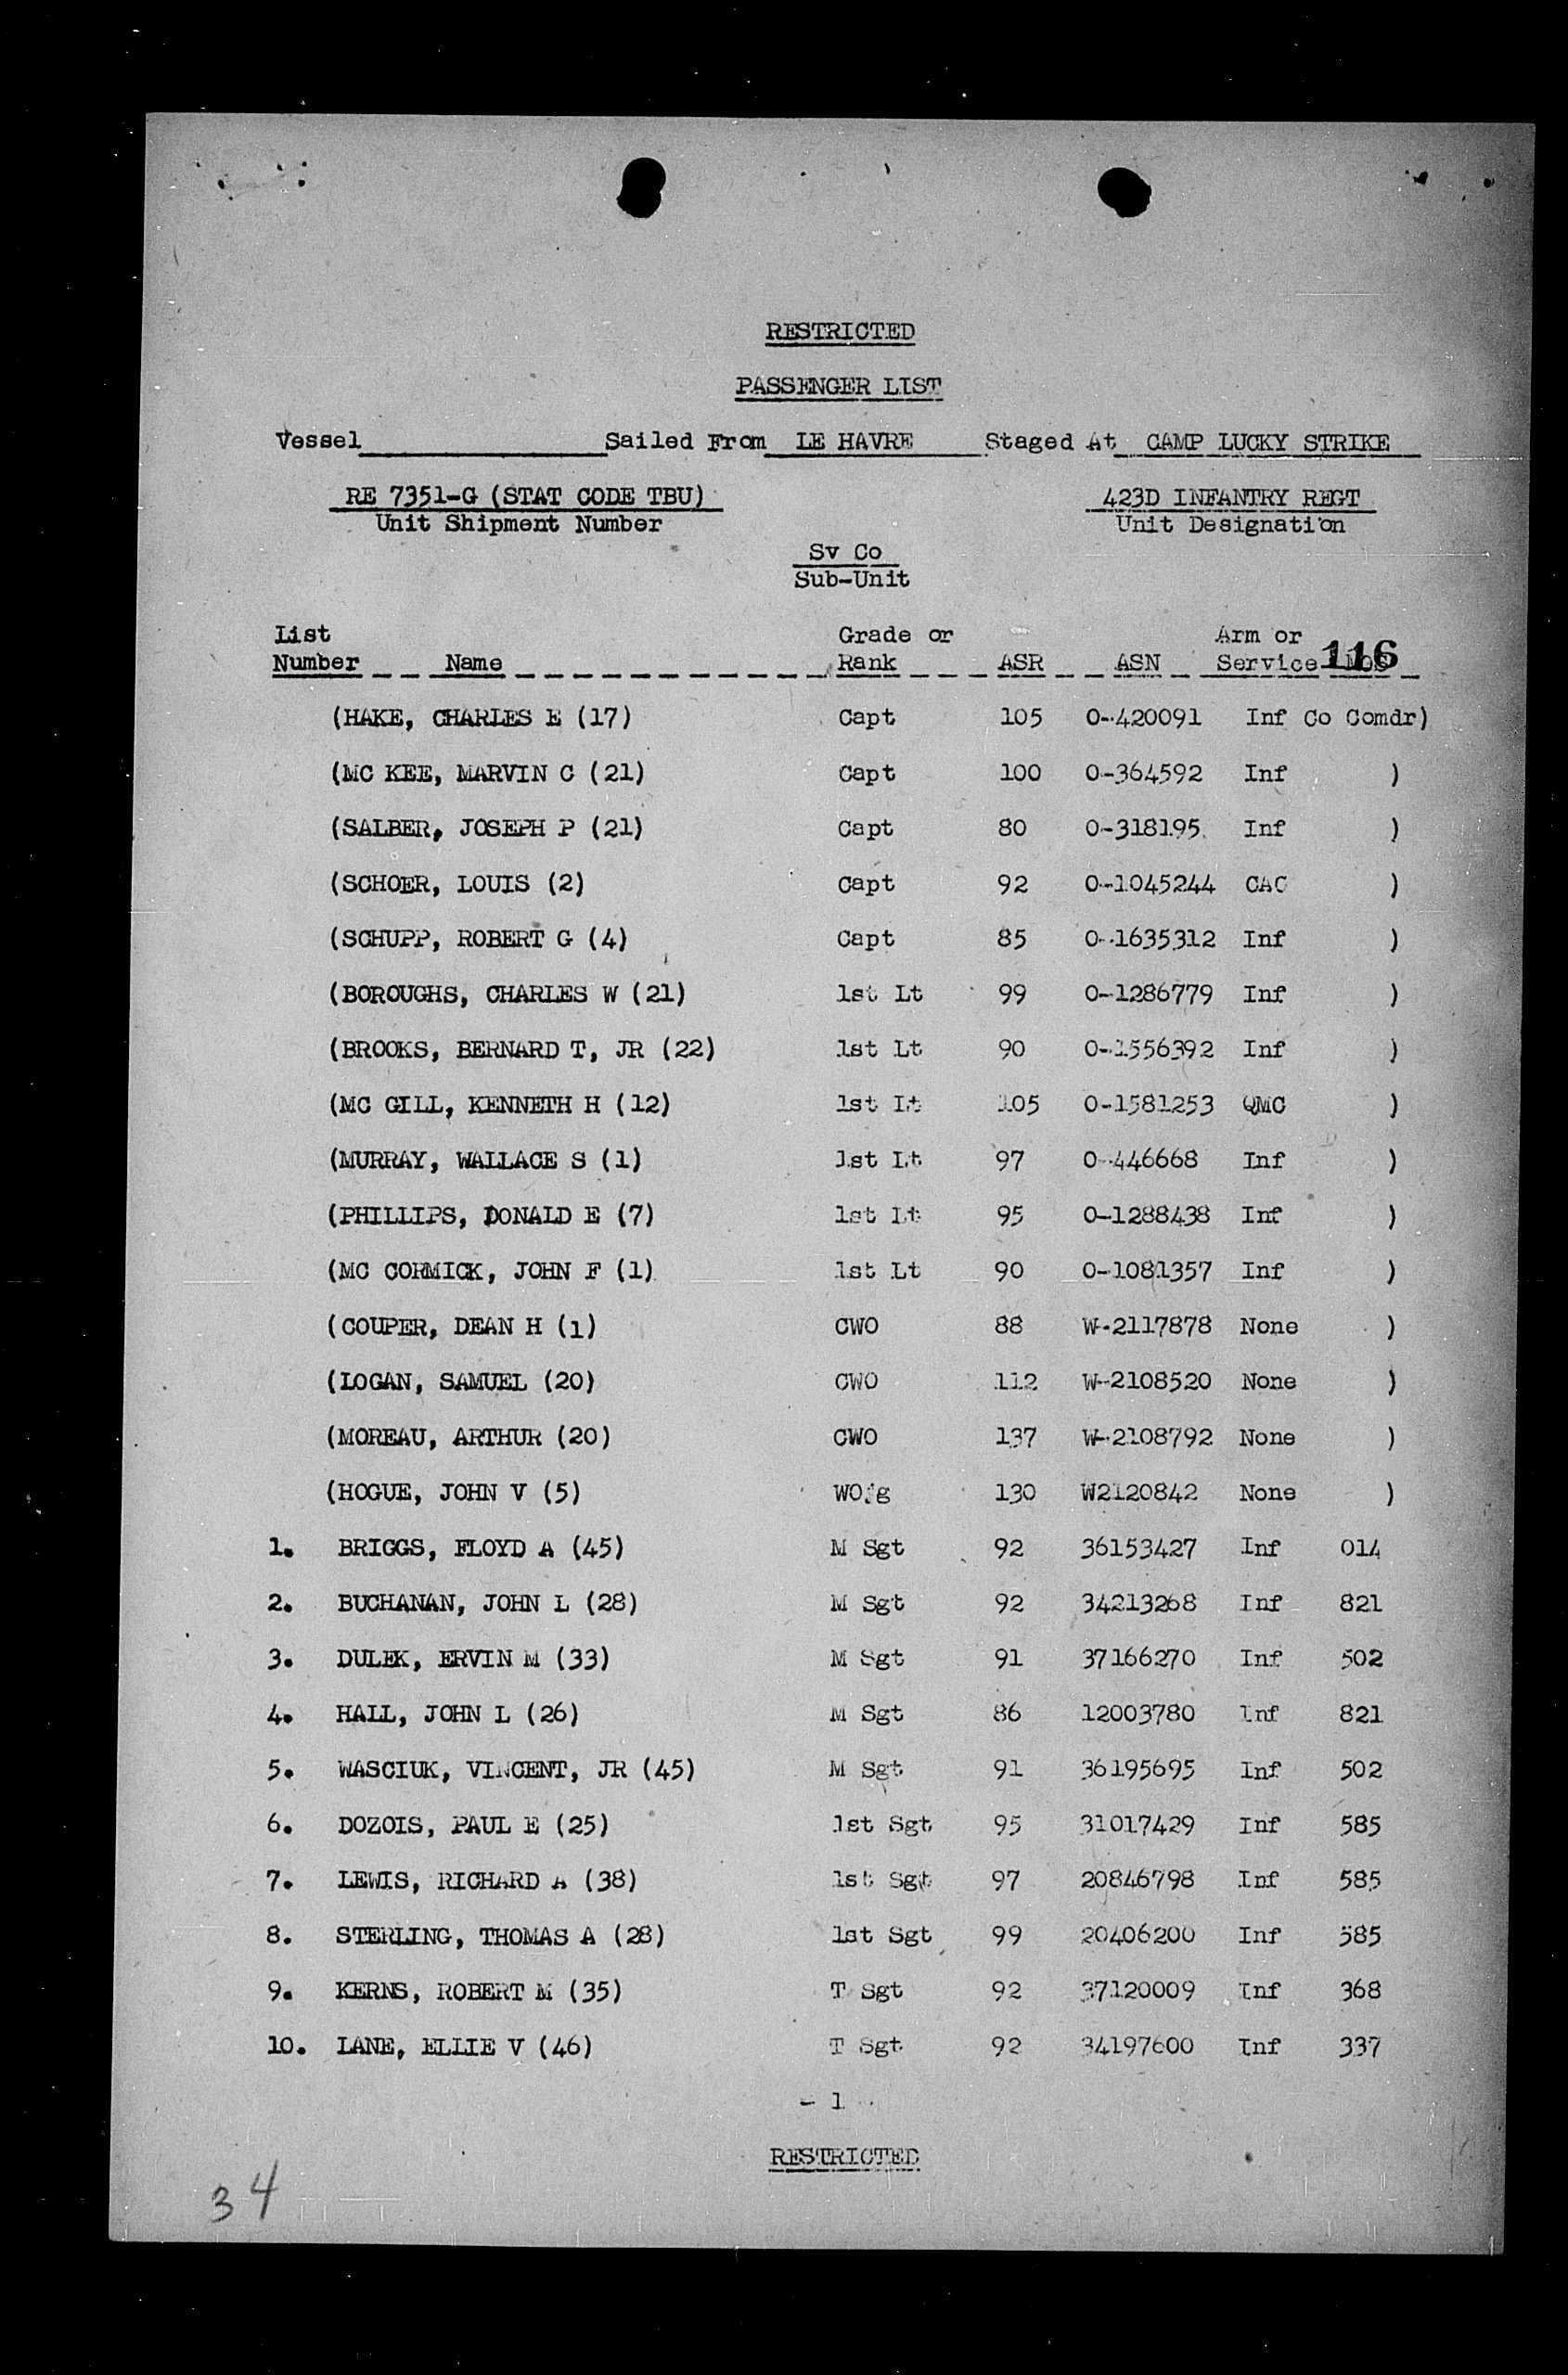 RESTRICTED
PASSENGER LIST
Vessel Sailed From LE HAVRE Staged At CAMP LUCKY STRIKE
RE 7351-G (STAT CODE TBU) 423D INFANTRY REGT
Unit Shipment Number Unit Designation
Sv Co
Sub-Unit
List Grade or Arm or
Number Name Rank ASR ASN Service 116
(HAKE, CHARLES E (17) Capt 105 O-420091 Inf Co Comdr)
(MC KEE, MARVIN C (21) Capt 100 O-364592 Inf )
(SALBER, JOSEPH P (21) Capt 80 O-318195 Inf )
(SCHOER, LOUIS (2) Capt 92 O-1045244 CAC )
(SCHUPP, ROBERT G (4) Capt 85 O-1635312 Inf )
(BOROUGHS, CHARLES W (21) 1st Lt 99 O-1286779 Inf )
(BROOKS, BERNARD T, JR (22) 1st Lt 90 O-1556392 Inf )
(MC GILL, KENNETH H (12) 1st Lt 105 O-1581253 QMC )
(MURRAY, WALLACE S (1) 1st Lt 97 O-446668 Inf )
(PHILLIPS, DONALD E (7) 1st Lt 95 O-1288438 Inf )
(MC CORMICK, JOHN F (1) 1st Lt 90 O-1081357 Inf )
(COUPER, DEAN H (1) CWO 88 W-2117878 None )
(LOGAN, SAMUEL (20) CWO 112 W-2108520 None )
(MOREAU, ARTHUR (20) CWO 137 W-2108792 None )
(HOGUE, JOHN V (5) WOjg 130 W2120842 None )
1. BRIGGS, FLOYD A (45) M Sgt 92 36153427 Inf 014
2. BUCHANAN, JOHN L (28) M Sgt 92 34213268 Inf 821
3. DULEK, ERVIN M (33) M Sgt 91 37166270 Inf 502
4. HALL, JOHN L (26) M Sgt 86 12003780 Inf 821
5. WASCIUK, VINCENT, JR (45) M Sgt 91 36195695 Inf 502
6. DOZOIS, PAUL E (25) 1st Sgt 95 31017429 Inf 585
7. LEWIS, RICHARD A (38) 1st Sgt 97 20846798 Inf 585
8. STERLING, THOMAS A (28) 1st Sgt 99 20406200 Inf 585
9. KERNS, ROBERT M (35) T Sgt 92 37120009 Inf 368
10. LANE, ELLIE V (46) T Sgt 92 34197600 Inf 337
- 1
RESTRICTED
34